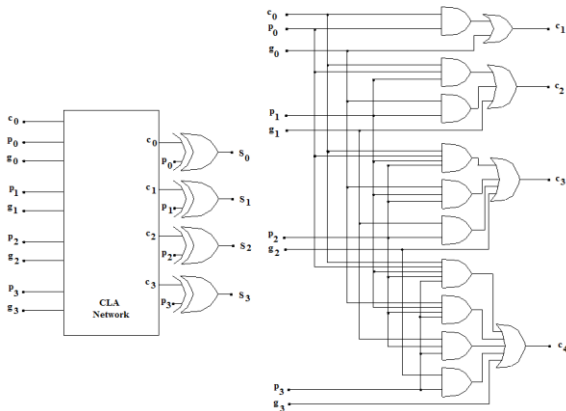 c0
p0
g0
p1
g1
p2
g2
p3
g3
CLA
Network
c0
p0
S0
c1
p1
S1
c2
p2
S2
c3
p3
S3
c0
p0
g0
c1
c2
p1
g1
c3
p2
g2
c4
p3
g3